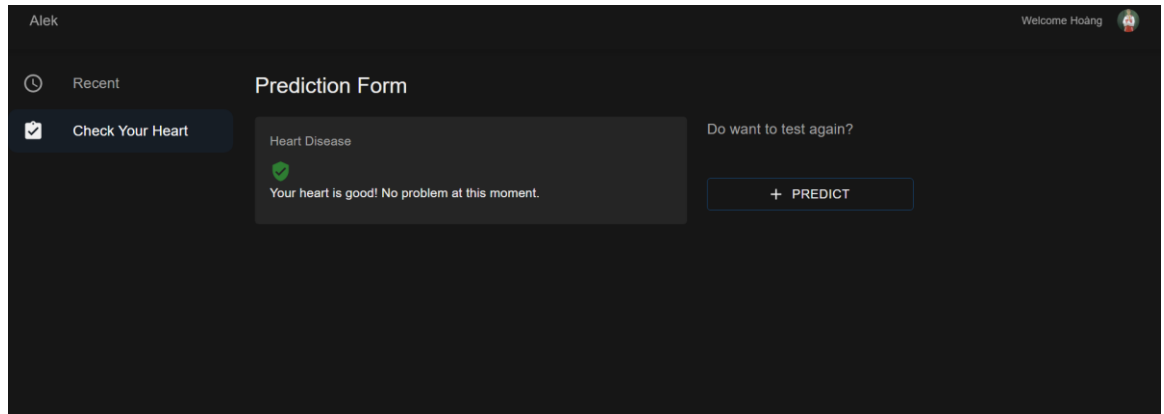 Alek
Welcome Hoàng
Recent
Check Your Heart
Prediction Form
Heart Disease
Your heart is good! No problem at this moment.
Do want to test again?
+ PREDICT